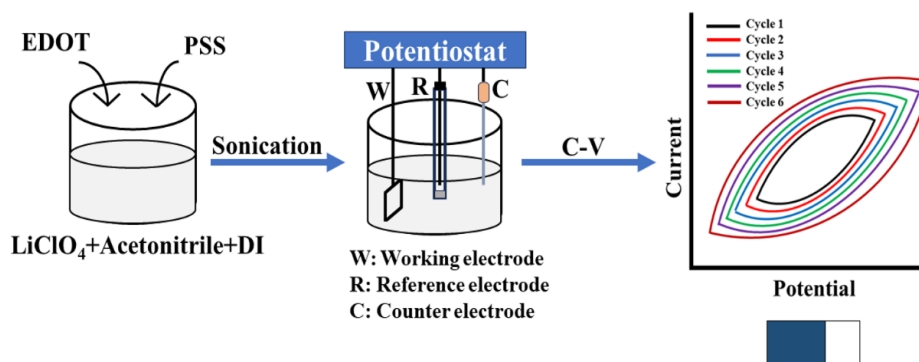 EDOT
PSS
LiClO₄+Acetonitrile+DI
Sonication
Potentiostat
W
R
C
W: Working electrode
R: Reference electrode
C: Counter electrode
C-V
Cycle 1
Cycle 2
Cycle 3
Cycle 4
Cycle 5
Cycle 6
Current
Potential